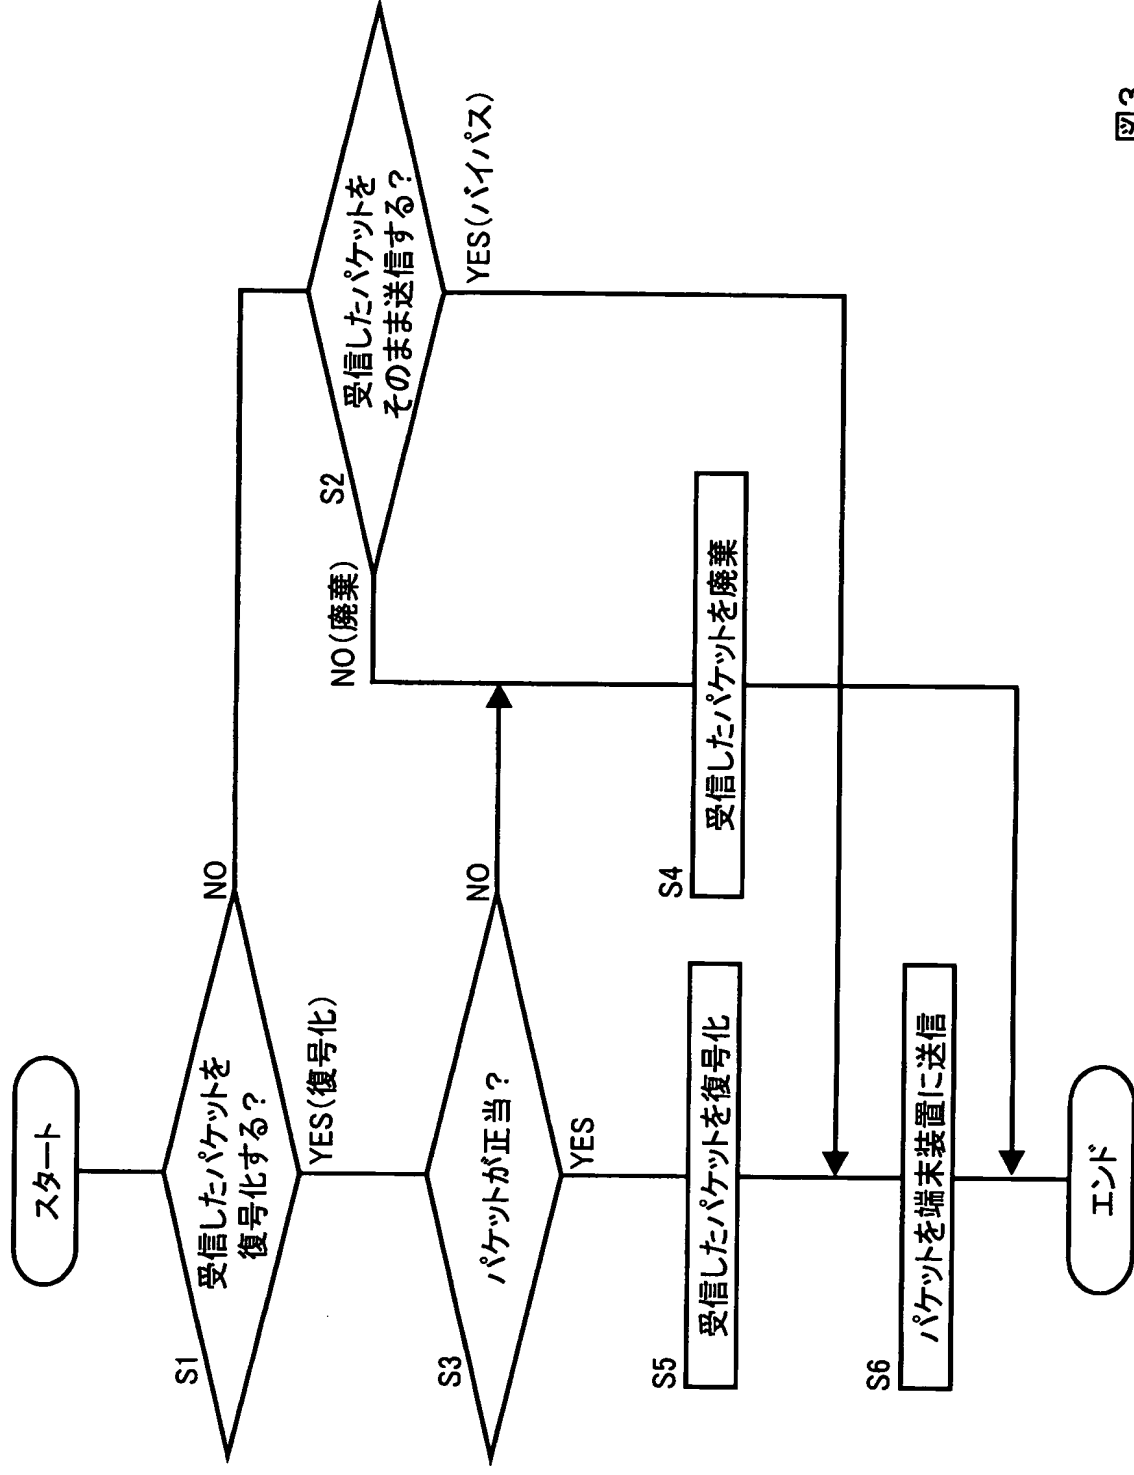 スタート
S1
受信したパケットを
復号化する?
NO
YES(復号化)
S2
受信したパケットを
そのまま送信する?
NO(廃棄)
YES(バイパス)
S3
パケットが正当?
NO
YES
S4
受信したパケットを廃棄
S5
受信したパケットを復号化
S6
パケットを端末装置に送信
エンド
図3